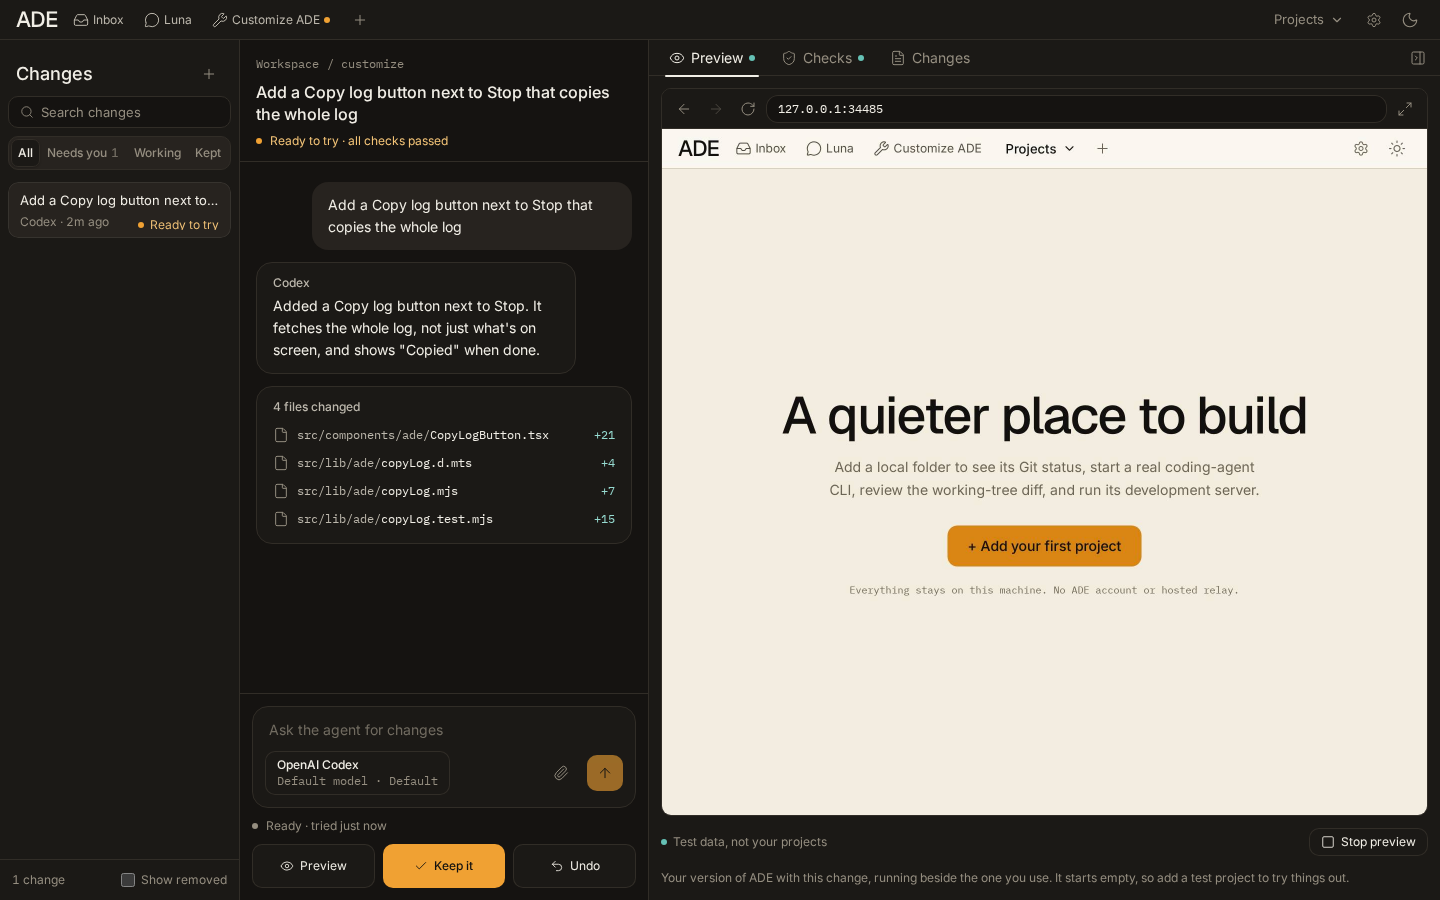 ADE
Inbox
Luna
Customize ADE
Projects
Changes
Search changes
All
Needs you 1
Working
Kept
Add a Copy log button next to...
Codex · 2m ago
Ready to try
1 change
Show removed
Workspace / customize
Add a Copy log button next to Stop that copies
the whole log
Ready to try · all checks passed
Add a Copy log button next to Stop that
copies the whole log
Codex
Added a Copy log button next to Stop. It
fetches the whole log, not just what's on
screen, and shows "Copied" when done.
4 files changed
src/components/ade/CopyLogButton.tsx +21
src/lib/ade/copyLog.d.mts +4
src/lib/ade/copyLog.mjs +7
src/lib/ade/copyLog.test.mjs +15
Ask the agent for changes
OpenAI Codex
Default model · Default
Ready · tried just now
Preview
Keep it
Undo
Preview
Checks
Changes
127.0.0.1:34485
ADE
Inbox
Luna
Customize ADE
Projects
A quieter place to build
Add a local folder to see its Git status, start a real coding-agent
CLI, review the working-tree diff, and run its development server.
+ Add your first project
Everything stays on this machine. No ADE account or hosted relay.
Test data, not your projects
Stop preview
Your version of ADE with this change, running beside the one you use. It starts empty, so add a test project to try things out.